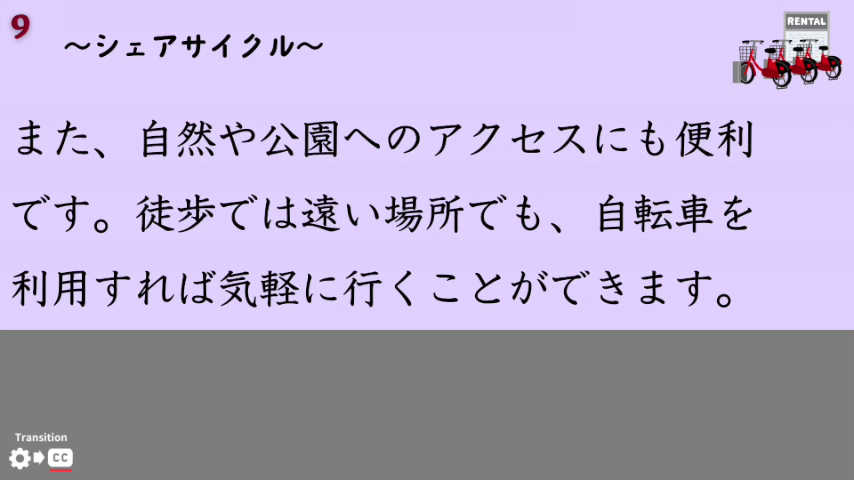 9
～シェアサイクル～
RENTAL
また、自然や公園へのアクセスにも便利
です。徒歩では遠い場所でも、自転車を
利用すれば気軽に行くことができます。
Transition
CC